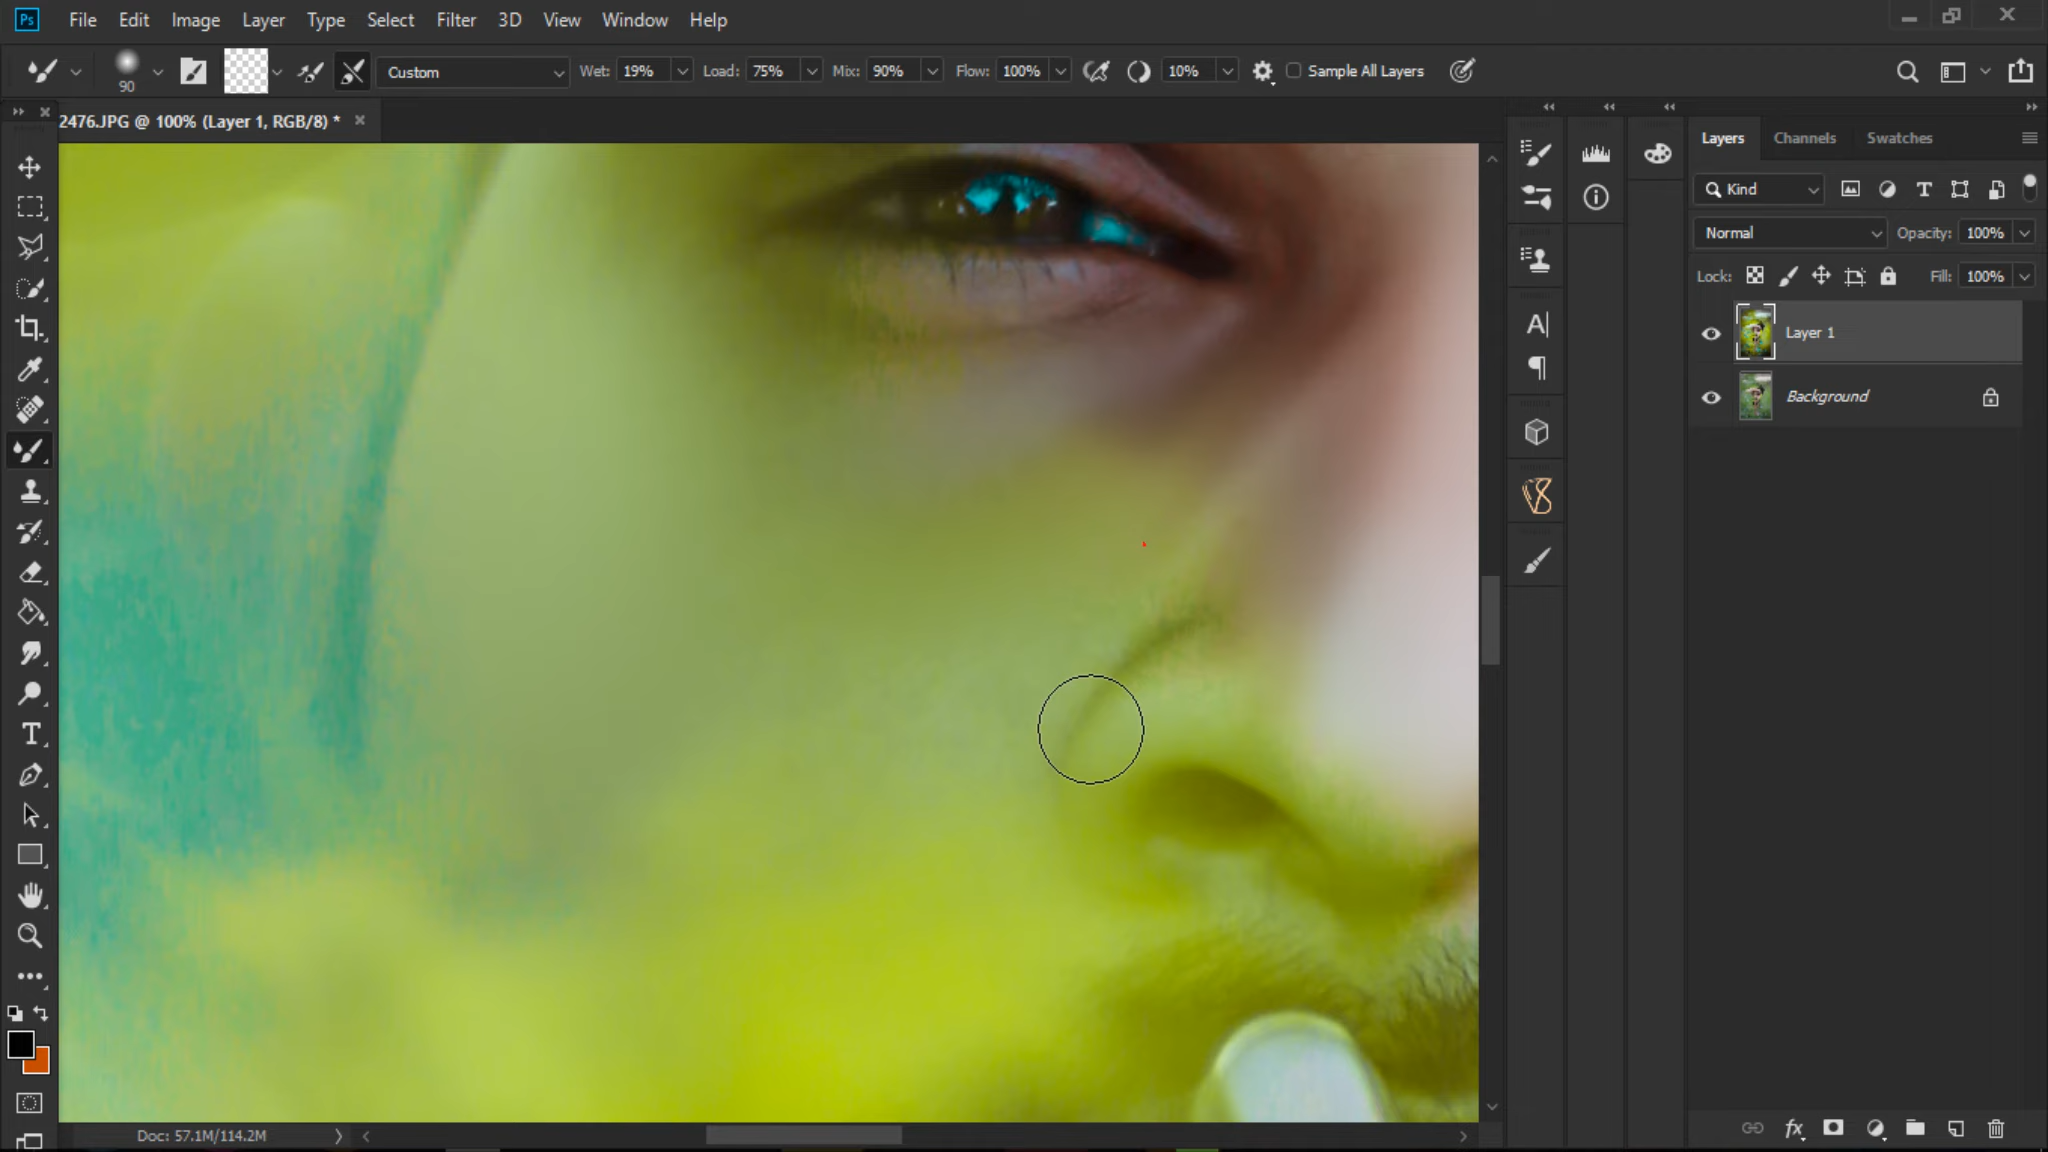 Ps File Edit Image Layer Type Select Filter 3D View Window Help
90 Custom Wet: 19% Load: 75% Mix: 90% Flow: 100% 10% Sample All Layers
2476.JPG @ 100% (Layer 1, RGB/8) *
Layers Channels Swatches
Kind
Normal Opacity: 100%
Lock: Fill: 100%
Layer 1
Background
Doc: 57.1M/114.2M